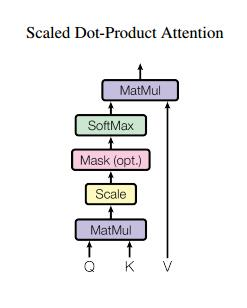 Scaled Dot-Product Attention
MatMul
SoftMax
Mask (opt.)
Scale
MatMul
Q K V